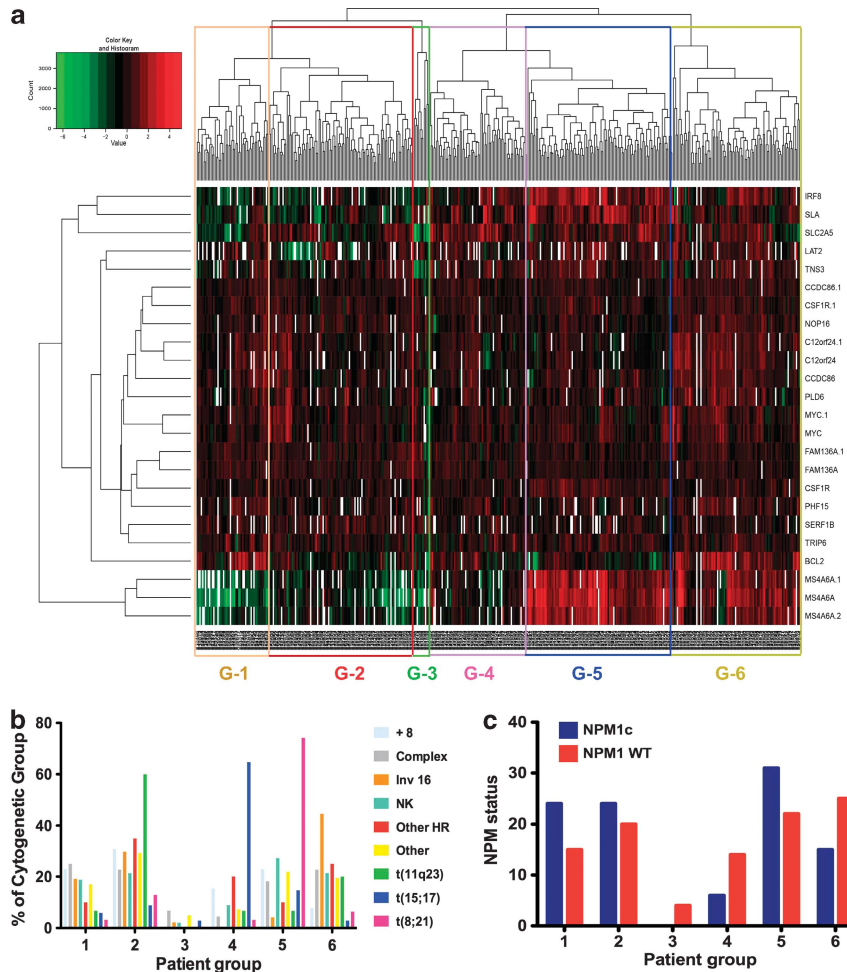 a
Color Key
and Histogram
Count
0 1000 2000 3000
-6 -4 -2 0 2 4
Value
IRF8
SLA
SLC2A5
LAT2
TNS3
CCDC86.1
CSF1R.1
NOP16
C12orf24.1
C12orf24
CCDC86
PLD6
MYC.1
MYC
FAM136A.1
FAM136A
CSF1R
PHF15
SERF1B
TRIP6
BCL2
MS4A6A.1
MS4A6A
MS4A6A.2
G-1 G-2 G-3 G-4 G-5 G-6
b
% of Cytogenetic Group
80
60
40
20
0
1 2 3 4 5 6
Patient group
+ 8
Complex
Inv 16
NK
Other HR
Other
t(11q23)
t(15;17)
t(8;21)
c
NPM status
40
30
20
10
0
NPM1c
NPM1 WT
1 2 3 4 5 6
Patient group